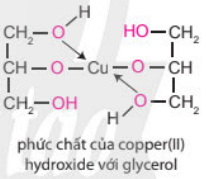 H
CH₂ — O HO — CH₂
CH — O — Cu — O — CH
CH₂ — OH O — CH₂
H
phức chất của copper(II)
hydroxide với glycerol